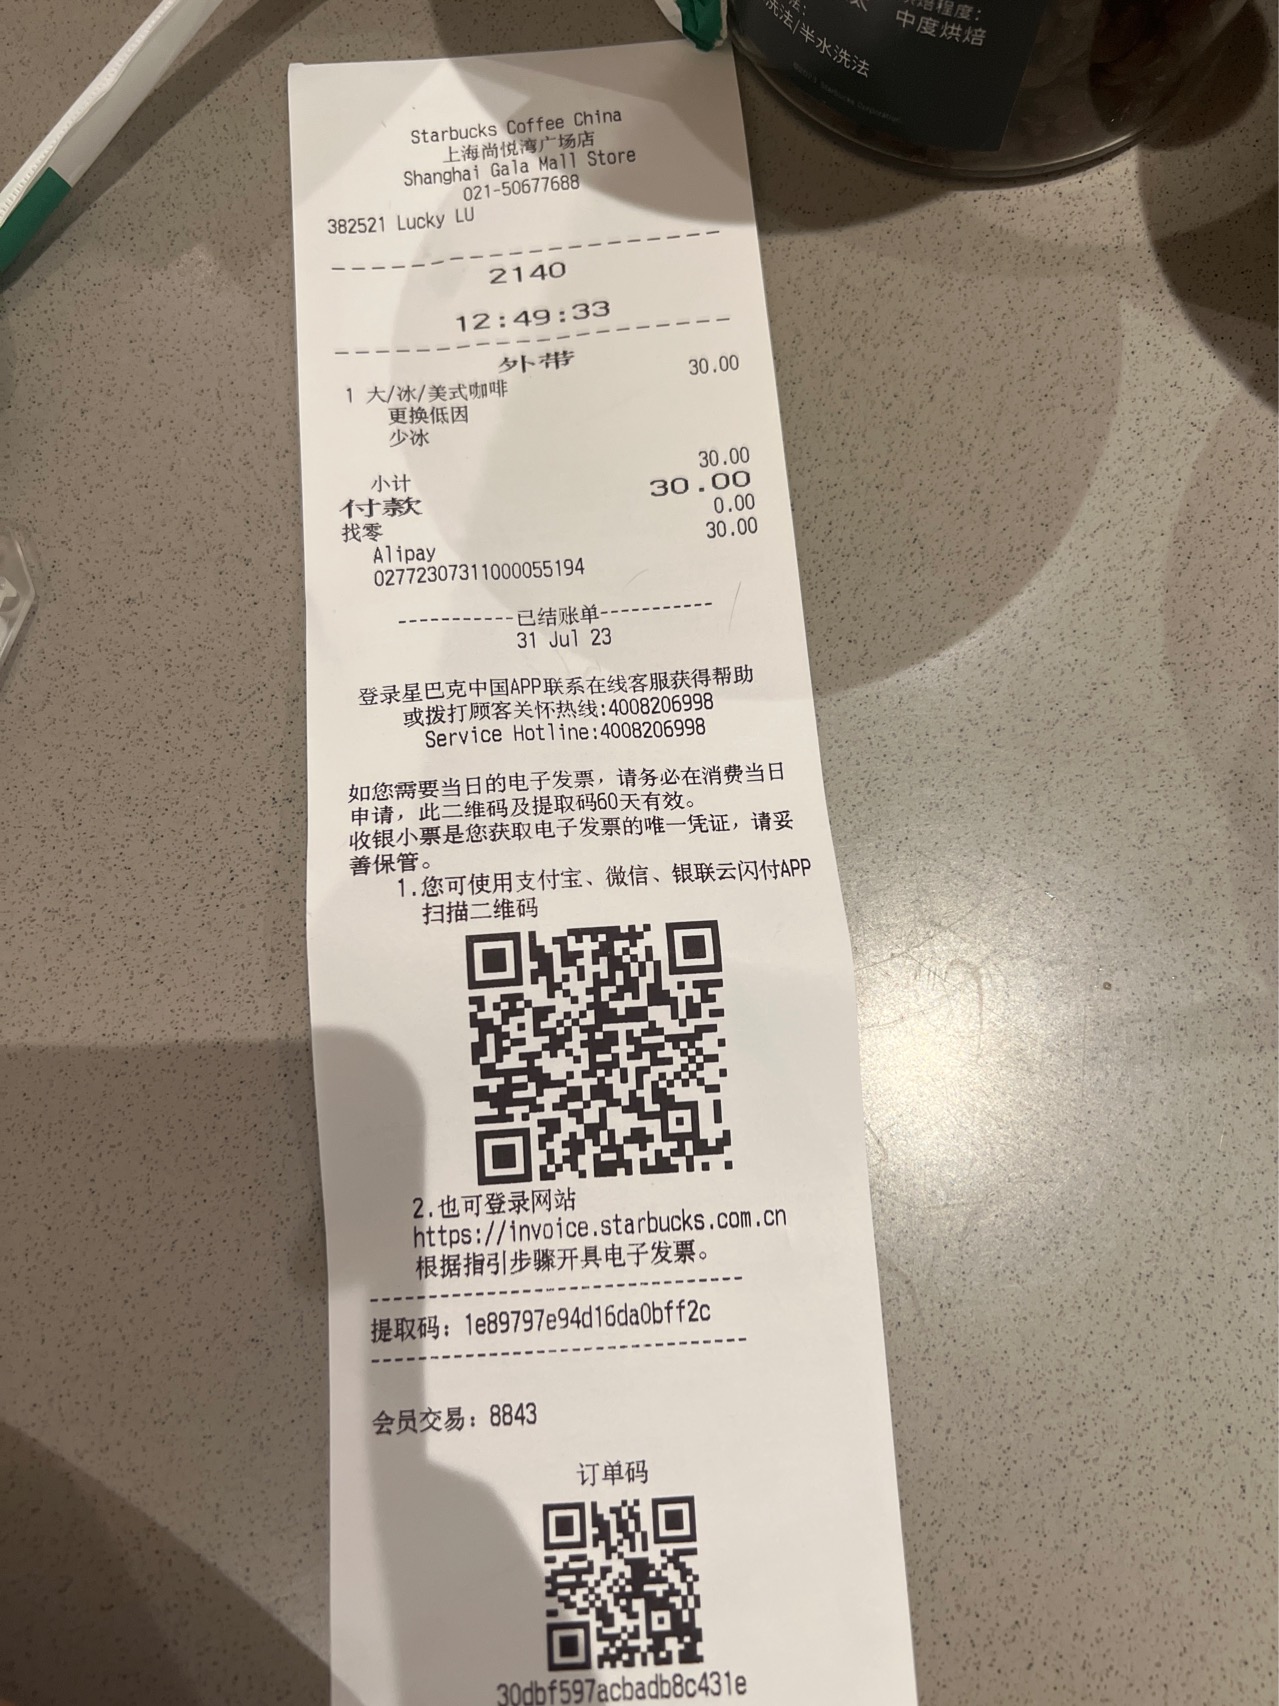 中度烘焙
洗法/半水洗法
Starbucks Coffee China
上海尚悦湾广场店
Shanghai Gala Mall Store
021-50677688
382521 Lucky LU
2140
12:49:33
外带
1 大/冰/美式咖啡 30.00
更换低因
少冰
小计 30.00
付款 30.00
找零 0.00
Alipay 30.00
02772307311000055194
-----------已结账单-----------
31 Jul 23
登录星巴克中国APP联系在线客服获得帮助
或拨打顾客关怀热线:4008206998
Service Hotline:4008206998
如您需要当日的电子发票，请务必在消费当日
申请，此二维码及提取码60天有效。
收银小票是您获取电子发票的唯一凭证，请妥
善保管。
1.您可使用支付宝、微信、银联云闪付APP
扫描二维码
2.也可登录网站
https://invoice.starbucks.com.cn
根据指引步骤开具电子发票。
提取码: 1e89797e94d16da0bff2c
会员交易: 8843
订单码
30dbf597acbadb8c431e